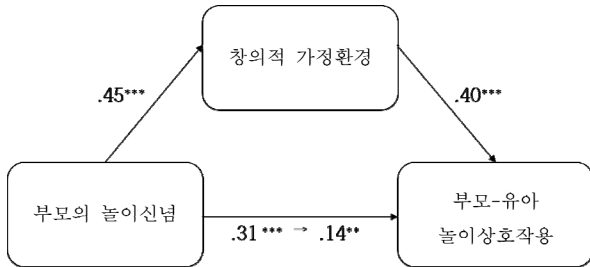 창의적 가정환경
.45***
.40***
부모의 놀이신념
부모-유아
놀이상호작용
.31*** → .14**